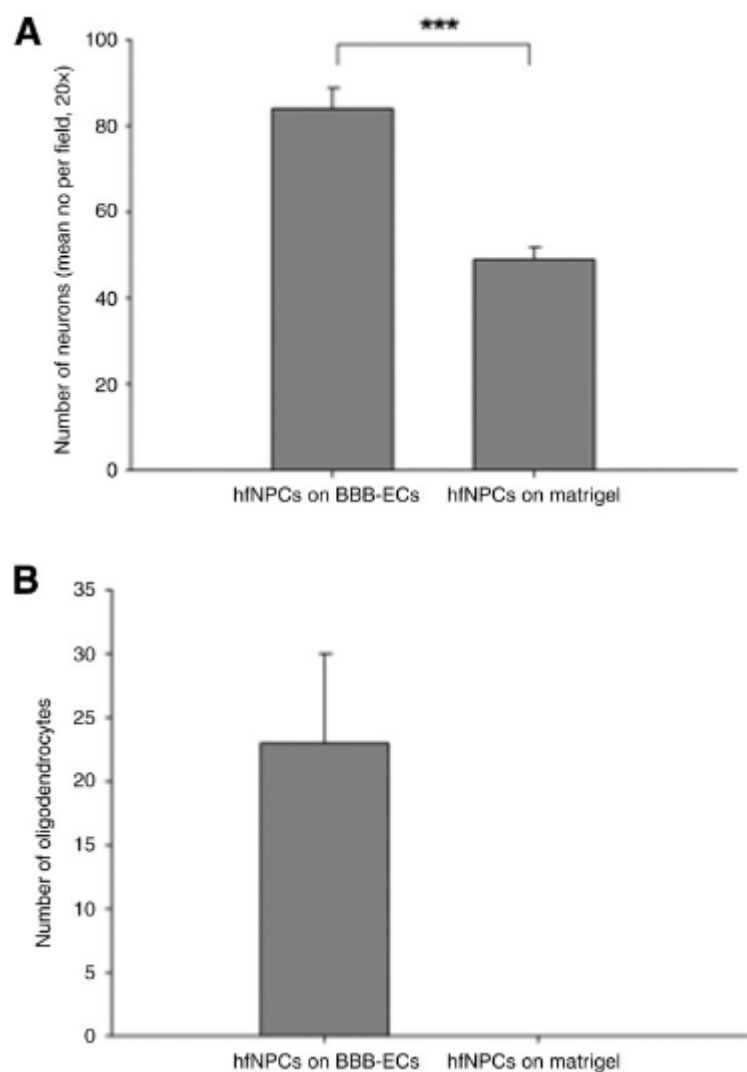 A
***
Number of neurons (mean no per field, 20×)
100
80
60
40
20
0
hfNPCs on BBB-ECs hfNPCs on matrigel
B
Number of oligodendrocytes
35
30
25
20
15
10
5
0
hfNPCs on BBB-ECs hfNPCs on matrigel